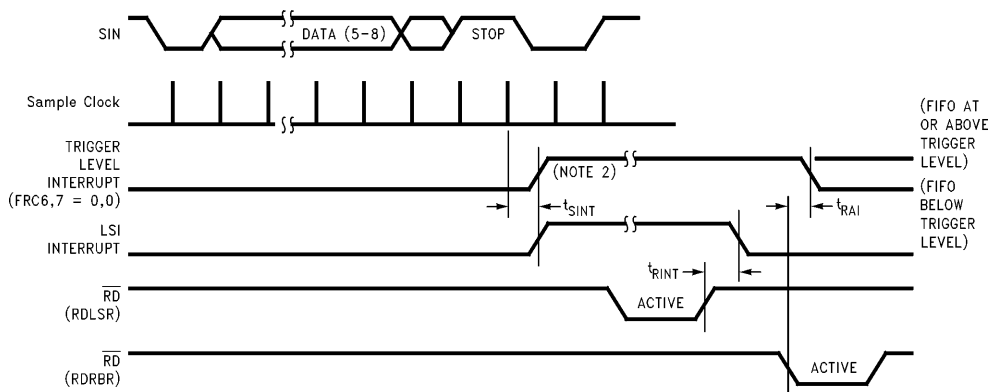 SIN
DATA (5-8)
STOP
Sample Clock
(FIFO AT
OR ABOVE
TRIGGER
LEVEL)
TRIGGER
LEVEL
INTERRUPT
(FRC6,7 = 0,0)
(NOTE 2)
(FIFO
BELOW
TRIGGER
LEVEL)
tSINT
tRAI
LSI
INTERRUPT
tRINT
RD
(RDLSR)
ACTIVE
RD
(RDRBR)
ACTIVE